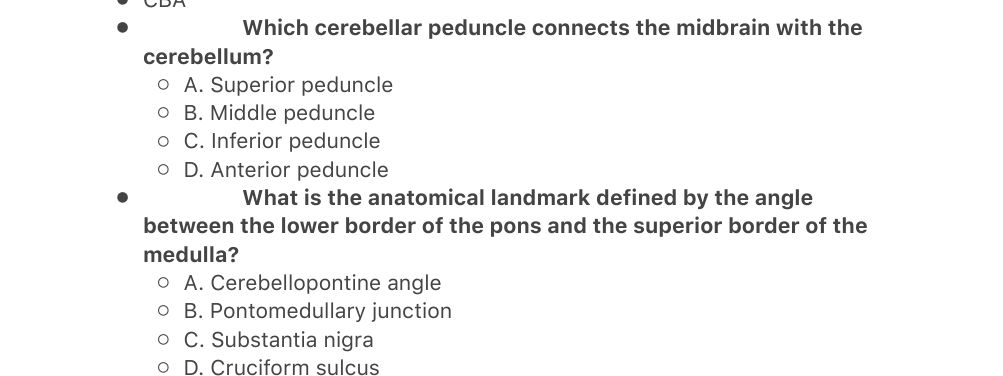 CBA
Which cerebellar peduncle connects the midbrain with the
cerebellum?
A. Superior peduncle
B. Middle peduncle
C. Inferior peduncle
D. Anterior peduncle
What is the anatomical landmark defined by the angle
between the lower border of the pons and the superior border of the
medulla?
A. Cerebellopontine angle
B. Pontomedullary junction
C. Substantia nigra
D. Cruciform sulcus